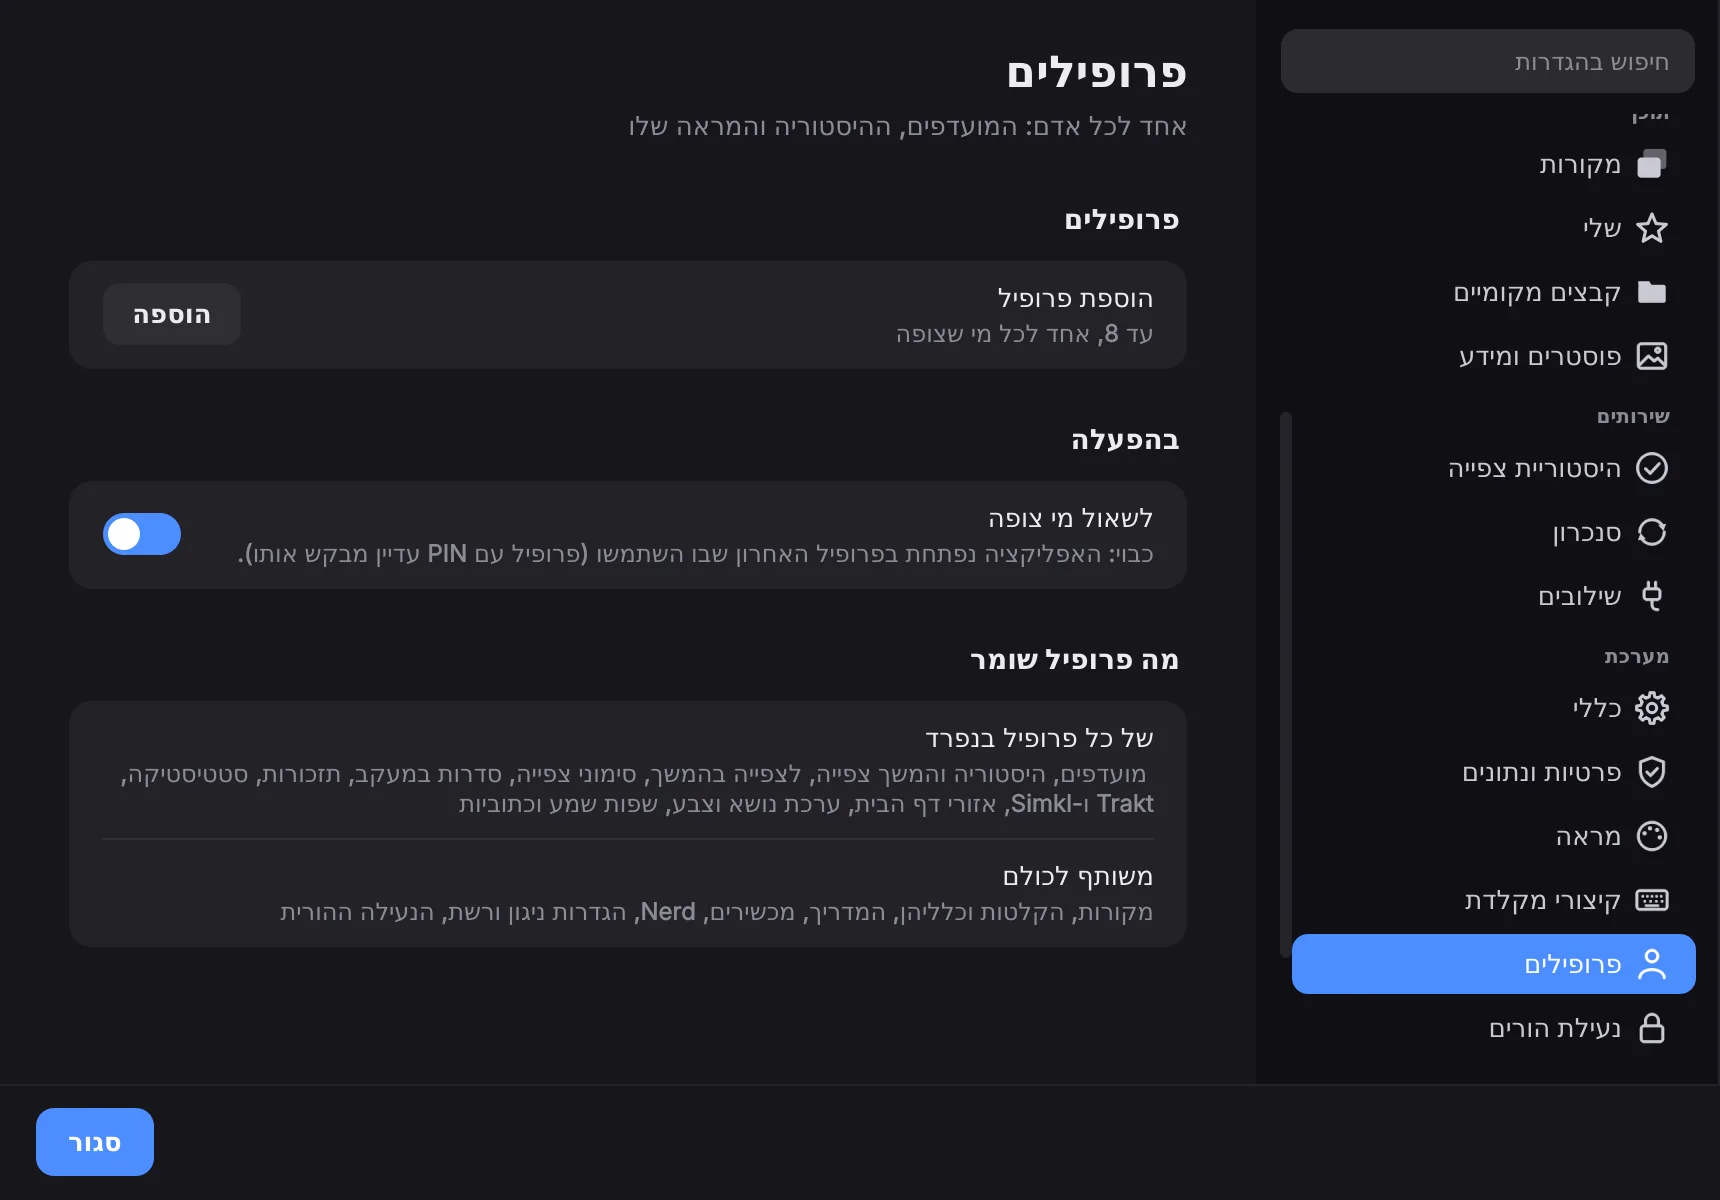 חיפוש בהגדרות
מקורות
שלי
קבצים מקומיים
פוסטרים ומידע
שירותים
היסטוריית צפייה
סנכרון
שילובים
מערכת
כללי
פרטיות ונתונים
מראה
קיצורי מקלדת
פרופילים
נעילת הורים
פרופילים
אחד לכל אדם: המועדפים, ההיסטוריה והמראה שלו
פרופילים
הוספת פרופיל
עד 8, אחד לכל מי שצופה
הוספה
בהפעלה
לשאול מי צופה
כבוי: האפליקציה נפתחת בפרופיל האחרון שבו השתמשו (פרופיל עם PIN עדיין מבקש אותו).
מה פרופיל שומר
של כל פרופיל בנפרד
מועדפים, היסטוריה והמשך צפייה, לצפייה בהמשך, סימוני צפייה, סדרות במעקב, תזכורות, סטטיסטיקה,
Trakt ו-Simkl, אזורי דף הבית, ערכת נושא וצבע, שפות שמע וכתוביות
משותף לכולם
מקורות, הקלטות וכלליהן, המדריך, מכשירים, Nerd, הגדרות ניגון ורשת, הנעילה ההורית
סגור